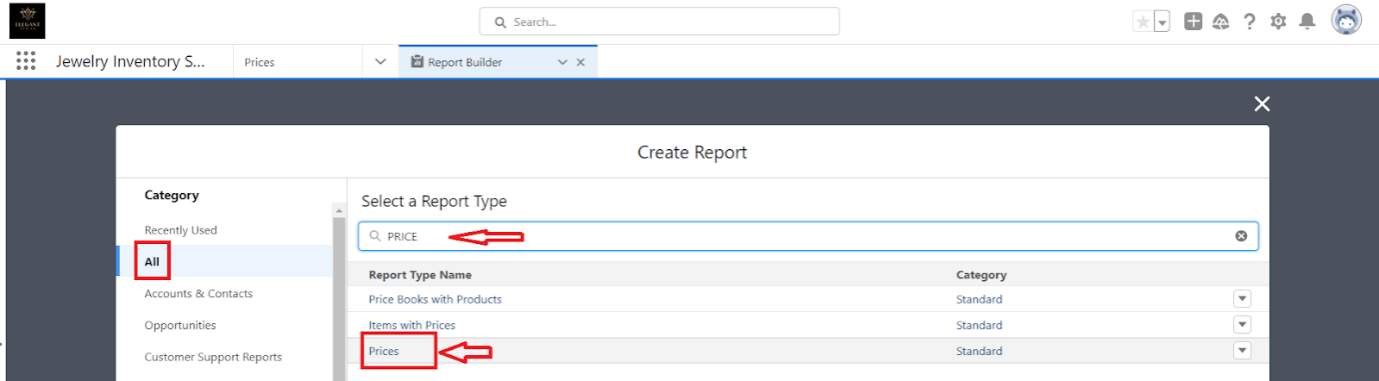 ELEGANT
Search...
Jewelry Inventory S...
Prices
Report Builder
Create Report
Category
Recently Used
All
Accounts & Contacts
Opportunities
Customer Support Reports
Select a Report Type
PRICE
Report Type Name Category
Price Books with Products Standard
Items with Prices Standard
Prices Standard